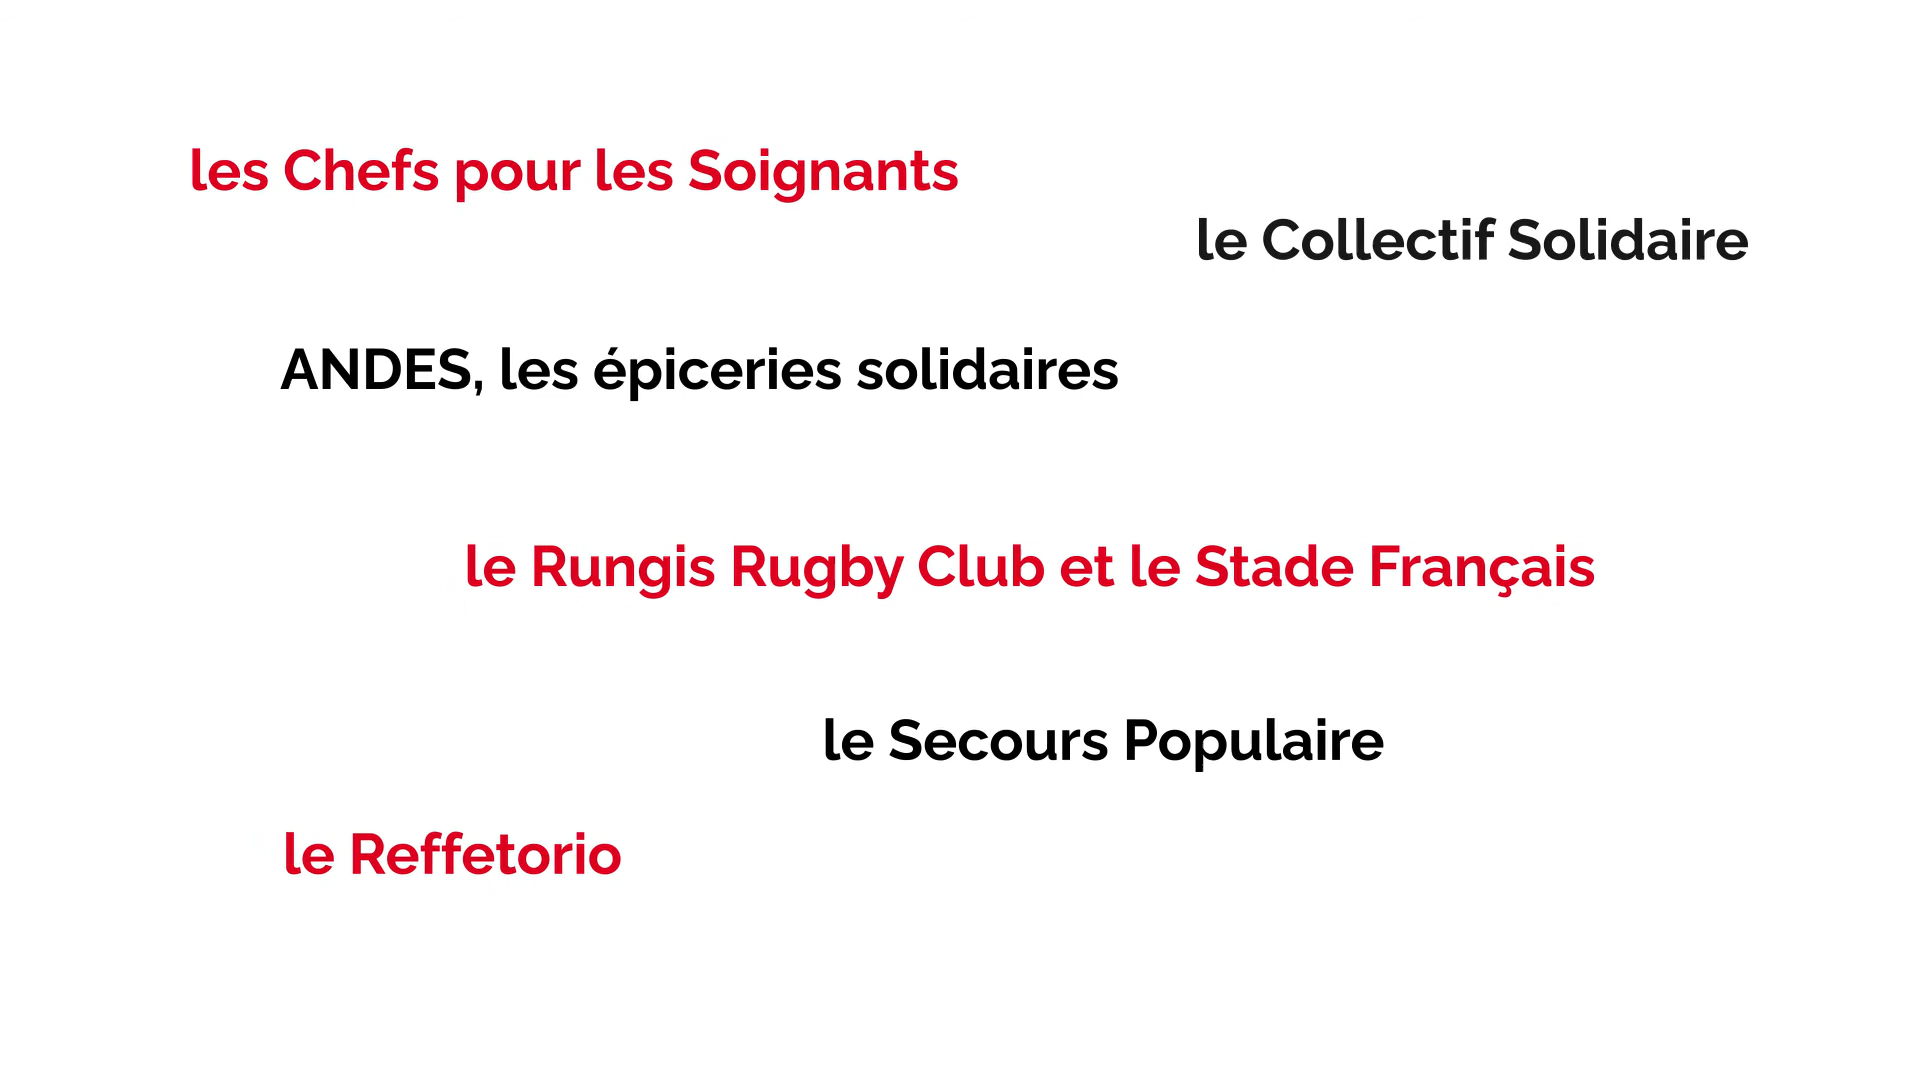 les Chefs pour les Soignants
le Collectif Solidaire
ANDES, les épiceries solidaires
le Rungis Rugby Club et le Stade Français
le Secours Populaire
le Reffetorio